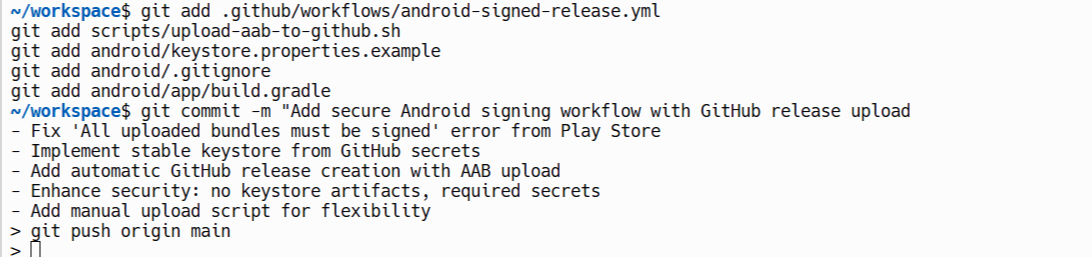 ~/workspace$ git add .github/workflows/android-signed-release.yml
git add scripts/upload-aab-to-github.sh
git add android/keystore.properties.example
git add android/.gitignore
git add android/app/build.gradle
~/workspace$ git commit -m "Add secure Android signing workflow with GitHub release upload
- Fix 'All uploaded bundles must be signed' error from Play Store
- Implement stable keystore from GitHub secrets
- Add automatic GitHub release creation with AAB upload
- Enhance security: no keystore artifacts, required secrets
- Add manual upload script for flexibility
> git push origin main
>